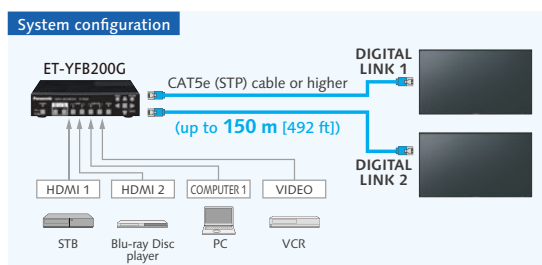 System configuration
ET-YFB200G
DIGITAL
LINK 1
CAT5e (STP) cable or higher
(up to 150 m [492 ft])
DIGITAL
LINK 2
HDMI 1
HDMI 2
COMPUTER 1
VIDEO
STB
Blu-ray Disc
player
PC
VCR
Panasonic